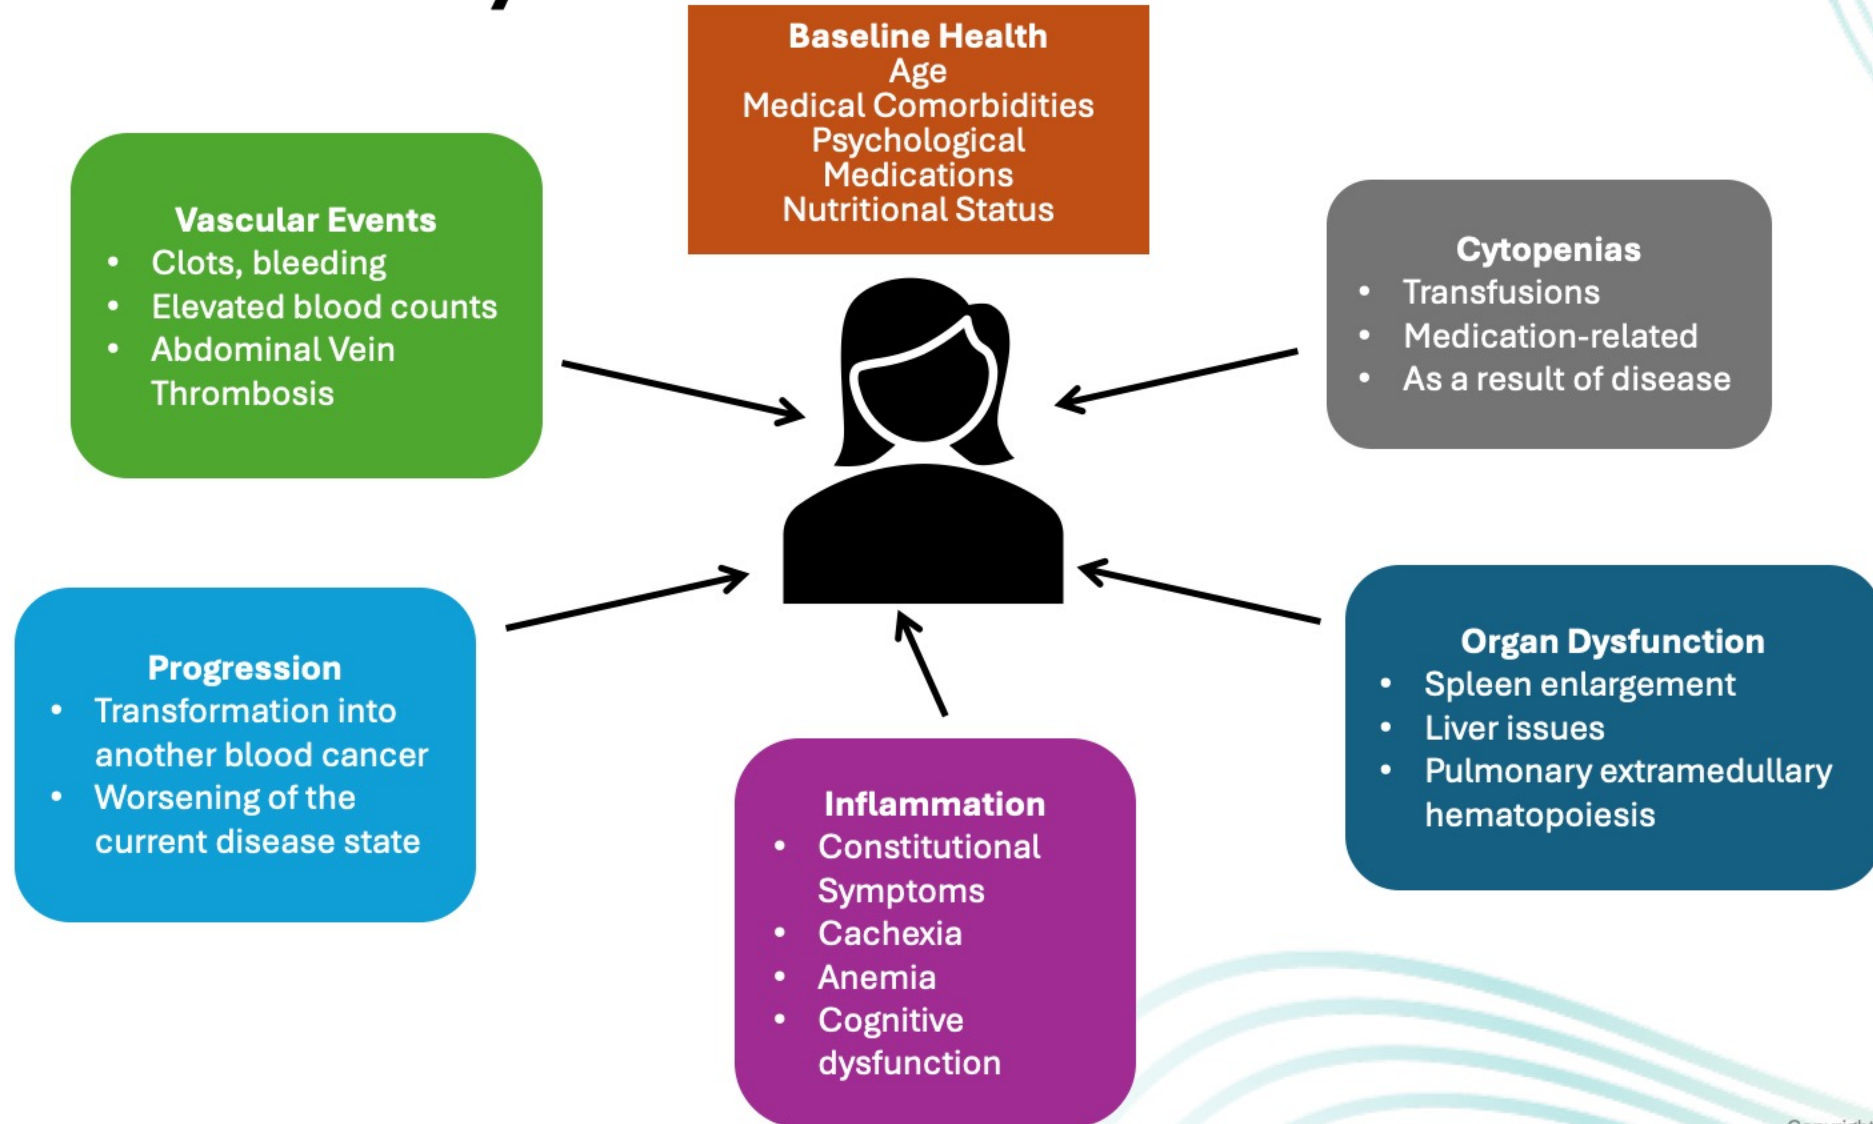 Baseline Health
Age
Medical Comorbidities
Psychological
Medications
Nutritional Status
Vascular Events
• Clots, bleeding
• Elevated blood counts
• Abdominal Vein
Thrombosis
Cytopenias
• Transfusions
• Medication-related
• As a result of disease
Progression
• Transformation into
another blood cancer
• Worsening of the
current disease state
Organ Dysfunction
• Spleen enlargement
• Liver issues
• Pulmonary extramedullary
hematopoiesis
Inflammation
• Constitutional
Symptoms
• Cachexia
• Anemia
• Cognitive
dysfunction